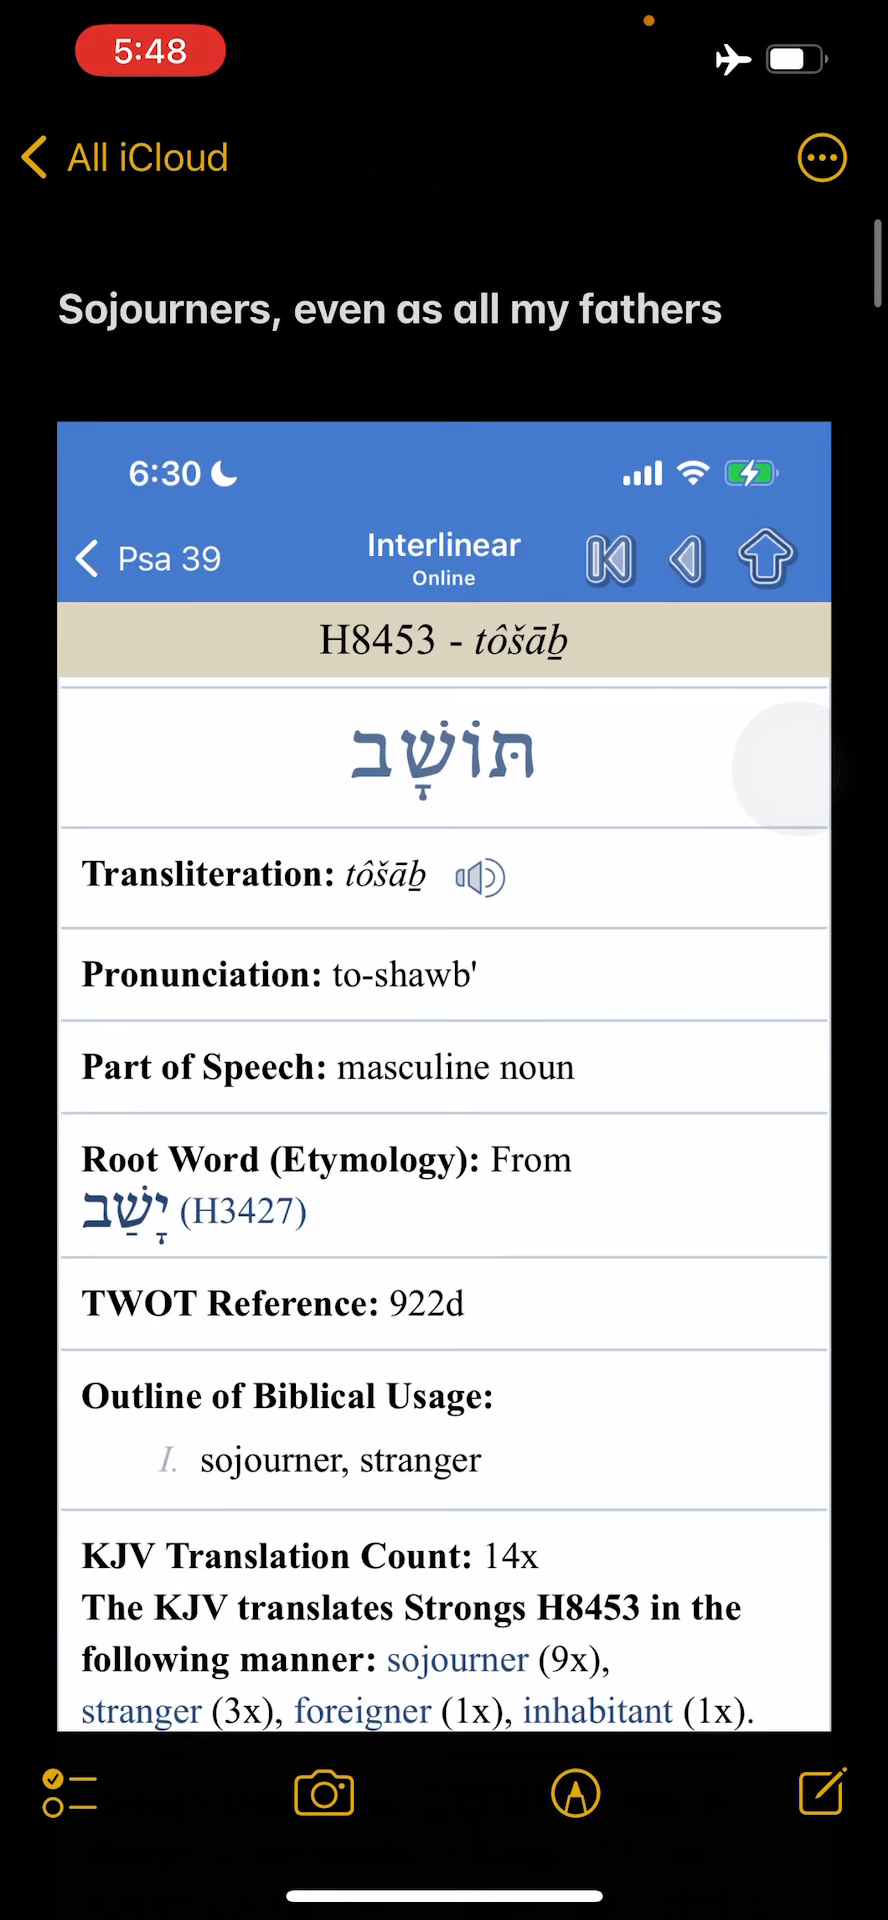 5:48
All iCloud
Sojourners, even as all my fathers
6:30
Psa 39
Interlinear
Online
H8453 - tôšāḇ
תּוֹשָׁב
Transliteration: tôšāḇ
Pronunciation: to-shawb'
Part of Speech: masculine noun
Root Word (Etymology): From
יָשַׁב (H3427)
TWOT Reference: 922d
Outline of Biblical Usage:
I. sojourner, stranger
KJV Translation Count: 14x
The KJV translates Strongs H8453 in the
following manner: sojourner (9x),
stranger (3x), foreigner (1x), inhabitant (1x).